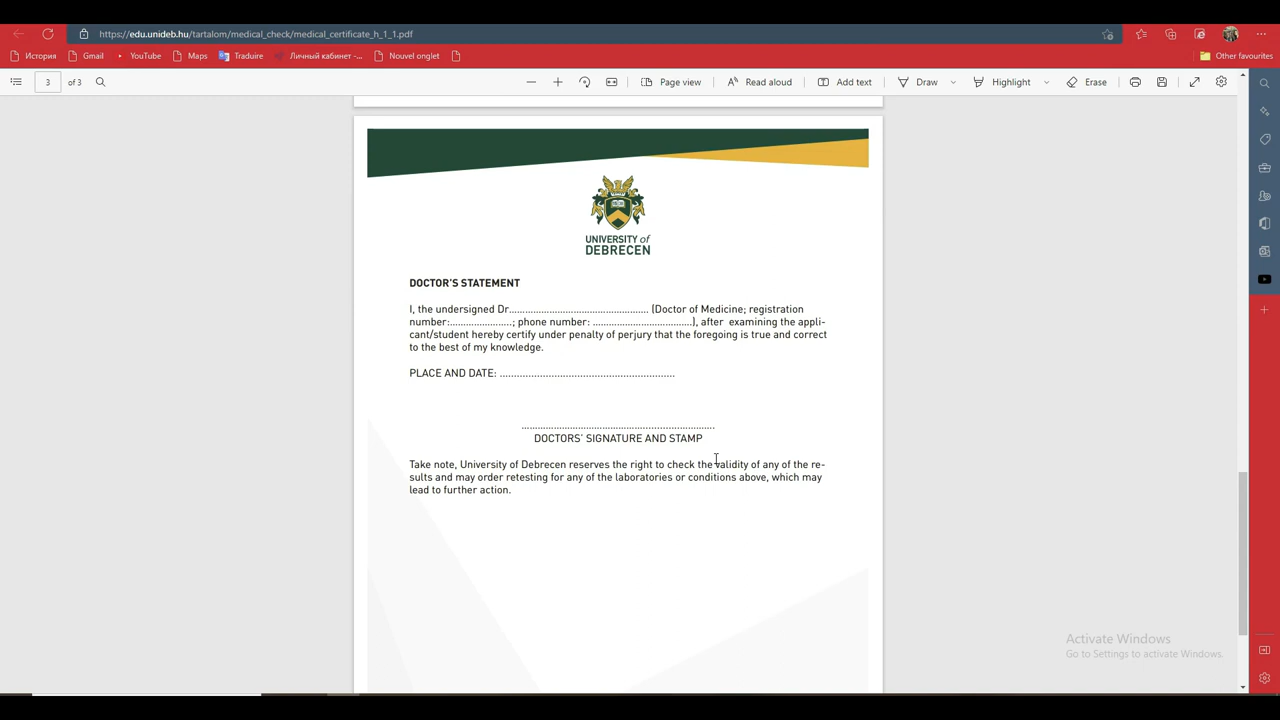 https://edu.unideb.hu/tartalom/medical_check/medical_certificate_h_1_1.pdf
История Gmail YouTube Maps Traduire Личный кабинет -... Nouvel onglet Other favourites
3 of 3 Page view Read aloud Add text Draw Highlight Erase
UNIVERSITY of
DEBRECEN
DOCTOR'S STATEMENT
I, the undersigned Dr.................................................... (Doctor of Medicine; registration
number:.......................; phone number: .....................................), after examining the appli-
cant/student hereby certify under penalty of perjury that the foregoing is true and correct
to the best of my knowledge.
PLACE AND DATE: .............................................................
.......................................................................
DOCTORS' SIGNATURE AND STAMP
Take note, University of Debrecen reserves the right to check the validity of any of the re-
sults and may order retesting for any of the laboratories or conditions above, which may
lead to further action.
Activate Windows
Go to Settings to activate Windows.